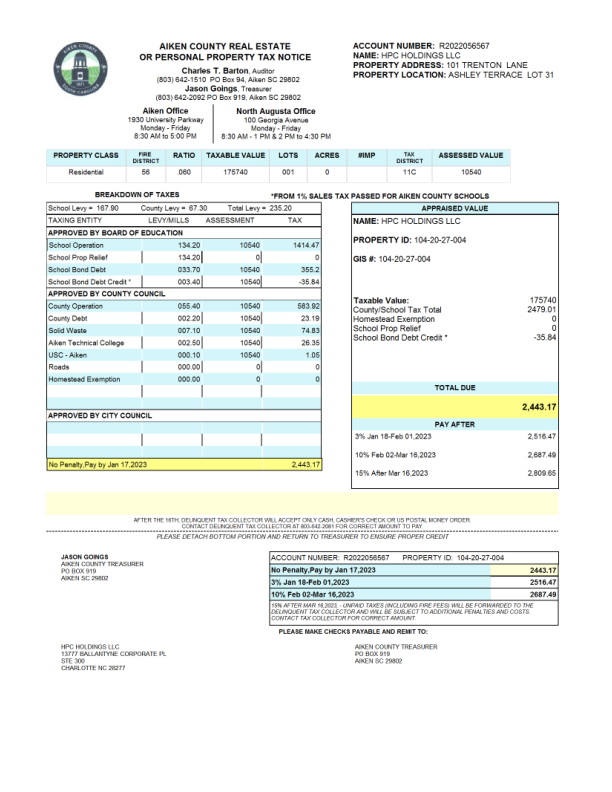 AIKEN COUNTY
SOUTH CAROLINA
AIKEN COUNTY REAL ESTATE
OR PERSONAL PROPERTY TAX NOTICE
Charles T. Barton, Auditor
(803) 642-1510 PO Box 94, Aiken SC 29802
Jason Goings, Treasurer
(803) 642-2092 PO Box 919, Aiken SC 29802
Aiken Office
1930 University Parkway
Monday - Friday
8:30 AM to 5:00 PM
North Augusta Office
100 Georgia Avenue
Monday - Friday
8:30 AM - 1 PM & 2 PM to 4:30 PM
ACCOUNT NUMBER: R2022056567
NAME: HPC HOLDINGS LLC
PROPERTY ADDRESS: 101 TRENTON LANE
PROPERTY LOCATION: ASHLEY TERRACE LOT 31
PROPERTY CLASS FIRE DISTRICT RATIO TAXABLE VALUE LOTS ACRES #IMP TAX DISTRICT ASSESSED VALUE
Residential 56 .060 175740 001 0 11C 10540
BREAKDOWN OF TAXES
*FROM 1% SALES TAX PASSED FOR AIKEN COUNTY SCHOOLS
School Levy = 167.90 County Levy = 67.30 Total Levy = 235.20
TAXING ENTITY LEVY/MILLS ASSESSMENT TAX
APPROVED BY BOARD OF EDUCATION
School Operation 134.20 10540 1414.47
School Prop Relief 134.20 0 0
School Bond Debt 033.70 10540 355.2
School Bond Debt Credit * 003.40 10540 -35.84
APPROVED BY COUNTY COUNCIL
County Operation 055.40 10540 583.92
County Debt 002.20 10540 23.19
Solid Waste 007.10 10540 74.83
Aiken Technical College 002.50 10540 26.35
USC - Aiken 000.10 10540 1.05
Roads 000.00 0 0
Homestead Exemption 000.00 0 0
APPROVED BY CITY COUNCIL
No Penalty,Pay by Jan 17,2023 2,443.17
APPRAISED VALUE
NAME: HPC HOLDINGS LLC
PROPERTY ID: 104-20-27-004
GIS #: 104-20-27-004
Taxable Value: 175740
County/School Tax Total 2479.01
Homestead Exemption 0
School Prop Relief 0
School Bond Debt Credit * -35.84
TOTAL DUE
2,443.17
PAY AFTER
3% Jan 18-Feb 01,2023 2,516.47
10% Feb 02-Mar 16,2023 2,687.49
15% After Mar 16,2023 2,809.65
AFTER THE 16TH, DELINQUENT TAX COLLECTOR WILL ACCEPT ONLY CASH, CASHIER'S CHECK OR US POSTAL MONEY ORDER.
CONTACT DELINQUENT TAX COLLECTOR AT 803-642-2081 FOR CORRECT AMOUNT TO PAY.
PLEASE DETACH BOTTOM PORTION AND RETURN TO TREASURER TO ENSURE PROPER CREDIT
JASON GOINGS
AIKEN COUNTY TREASURER
PO BOX 919
AIKEN SC 29802
ACCOUNT NUMBER: R2022056567 PROPERTY ID: 104-20-27-004
No Penalty,Pay by Jan 17,2023 2443.17
3% Jan 18-Feb 01,2023 2516.47
10% Feb 02-Mar 16,2023 2687.49
15% AFTER MAR 16,2023, - UNPAID TAXES (INCLUDING FIRE FEES) WILL BE FORWARDED TO THE
DELINQUENT TAX COLLECTOR AND WILL BE SUBJECT TO ADDITIONAL PENALTIES AND COSTS.
CONTACT TAX COLLECTOR FOR CORRECT AMOUNT.
PLEASE MAKE CHECKS PAYABLE AND REMIT TO:
HPC HOLDINGS LLC
13777 BALLANTYNE CORPORATE PL
STE 300
CHARLOTTE NC 28277
AIKEN COUNTY TREASURER
PO BOX 919
AIKEN SC 29802